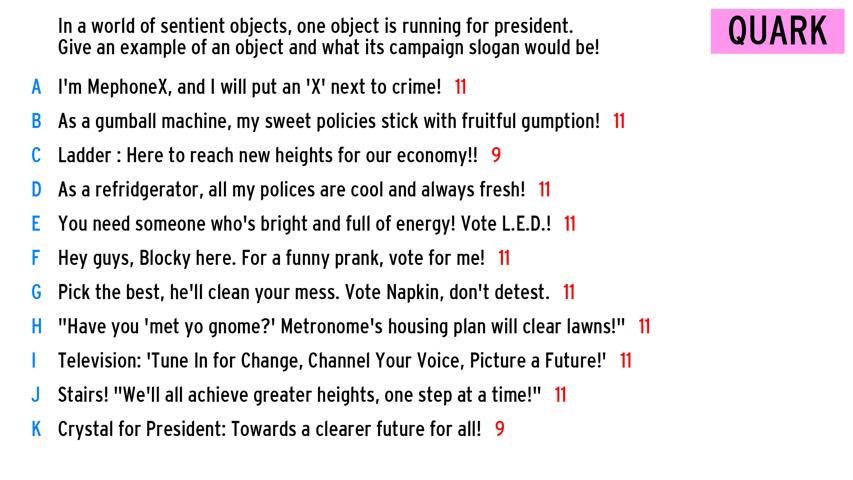 In a world of sentient objects, one object is running for president.
Give an example of an object and what its campaign slogan would be!
QUARK
A I'm MephoneX, and I will put an 'X' next to crime! 11
B As a gumball machine, my sweet policies stick with fruitful gumption! 11
C Ladder : Here to reach new heights for our economy!! 9
D As a refridgerator, all my polices are cool and always fresh! 11
E You need someone who's bright and full of energy! Vote L.E.D.! 11
F Hey guys, Blocky here. For a funny prank, vote for me! 11
G Pick the best, he'll clean your mess. Vote Napkin, don't detest. 11
H "Have you 'met yo gnome?' Metronome's housing plan will clear lawns!" 11
I Television: 'Tune In for Change, Channel Your Voice, Picture a Future!' 11
J Stairs! "We'll all achieve greater heights, one step at a time!" 11
K Crystal for President: Towards a clearer future for all! 9